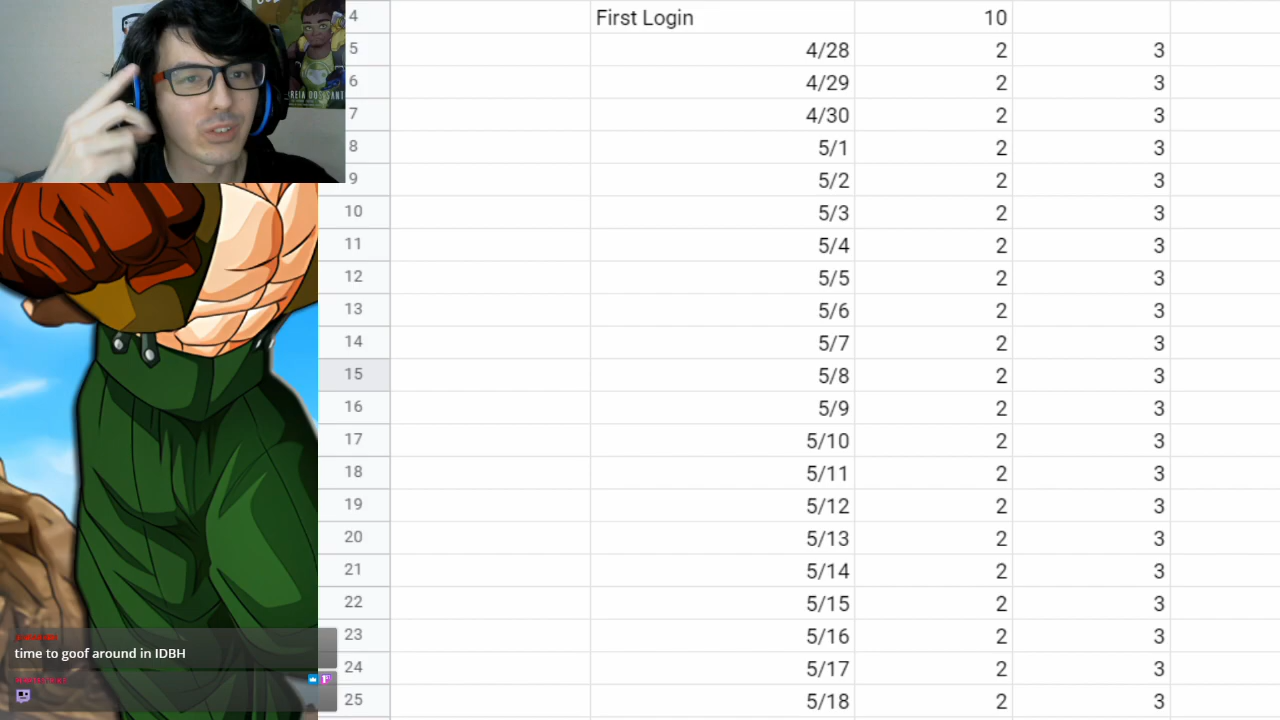 4 First Login 10
5 4/28 2 3
6 4/29 2 3
7 4/30 2 3
8 5/1 2 3
9 5/2 2 3
10 5/3 2 3
11 5/4 2 3
12 5/5 2 3
13 5/6 2 3
14 5/7 2 3
15 5/8 2 3
16 5/9 2 3
17 5/10 2 3
18 5/11 2 3
19 5/12 2 3
20 5/13 2 3
21 5/14 2 3
22 5/15 2 3
23 5/16 2 3
24 5/17 2 3
25 5/18 2 3
time to goof around in IDBH